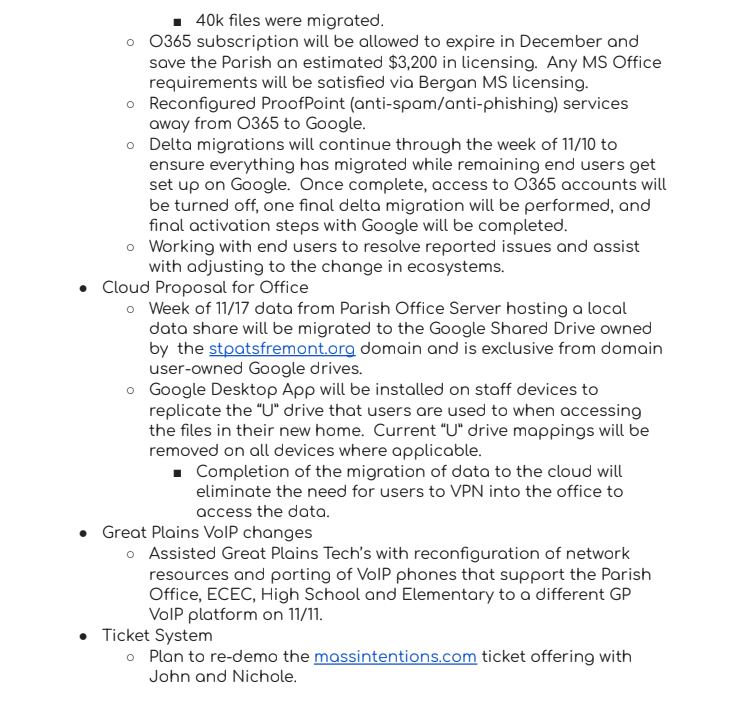 ■ 40k files were migrated.
○ O365 subscription will be allowed to expire in December and
save the Parish an estimated $3,200 in licensing.  Any MS Office
requirements will be satisfied via Bergan MS licensing.
○ Reconfigured ProofPoint (anti-spam/anti-phishing) services
away from O365 to Google.
○ Delta migrations will continue through the week of 11/10 to
ensure everything has migrated while remaining end users get
set up on Google.  Once complete, access to O365 accounts will
be turned off, one final delta migration will be performed, and
final activation steps with Google will be completed.
○ Working with end users to resolve reported issues and assist
with adjusting to the change in ecosystems.
● Cloud Proposal for Office
○ Week of 11/17 data from Parish Office Server hosting a local
data share will be migrated to the Google Shared Drive owned
by  the stpatsfremont.org domain and is exclusive from domain
user-owned Google drives.
○ Google Desktop App will be installed on staff devices to
replicate the “U” drive that users are used to when accessing
the files in their new home.  Current “U” drive mappings will be
removed on all devices where applicable.
■ Completion of the migration of data to the cloud will
eliminate the need for users to VPN into the office to
access the data.
● Great Plains VoIP changes
○ Assisted Great Plains Tech’s with reconfiguration of network
resources and porting of VoIP phones that support the Parish
Office, ECEC, High School and Elementary to a different GP
VoIP platform on 11/11.
● Ticket System
○ Plan to re-demo the massintentions.com ticket offering with
John and Nichole.